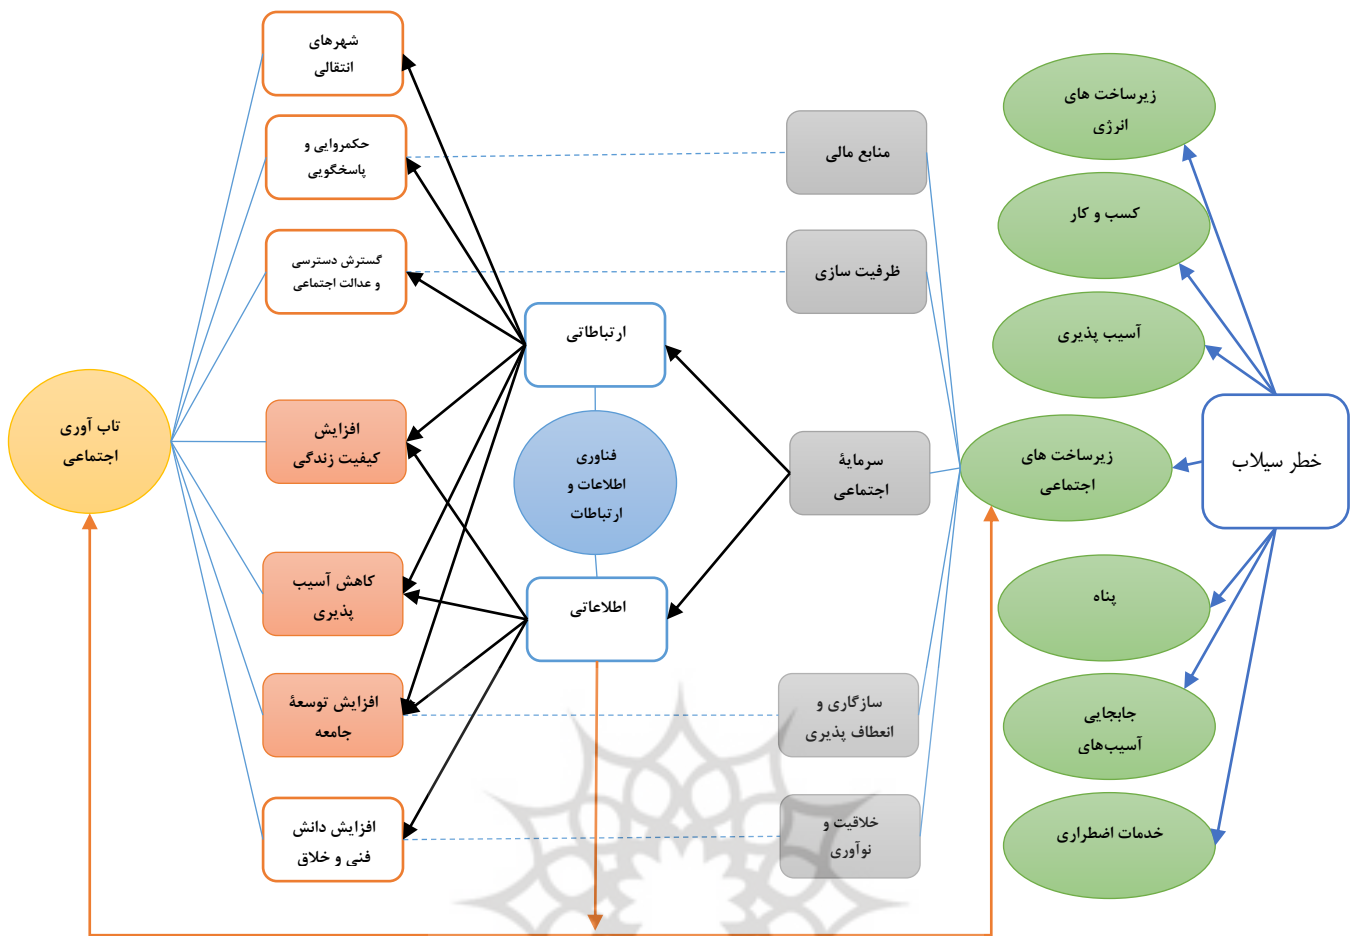 خطر سیلاب
زیرساخت های
انرژی
کسب و کار
آسیب پذیری
زیرساخت های
اجتماعی
پناه
جابجایی
آسیب‌های
خدمات اضطراری
منابع مالی
ظرفیت سازی
سرمایۀ
اجتماعی
سازگاری و
انعطاف پذیری
خلاقیت و
نوآوری
ارتباطاتی
فناوری
اطلاعات و
ارتباطات
اطلاعاتی
شهرهای
انتقالی
حکمروایی و
پاسخگویی
گسترش دسترسی
و عدالت اجتماعی
افزایش
کیفیت زندگی
کاهش آسیب
پذیری
افزایش توسعۀ
جامعه
افزایش دانش
فنی و خلاق
تاب آوری
اجتماعی